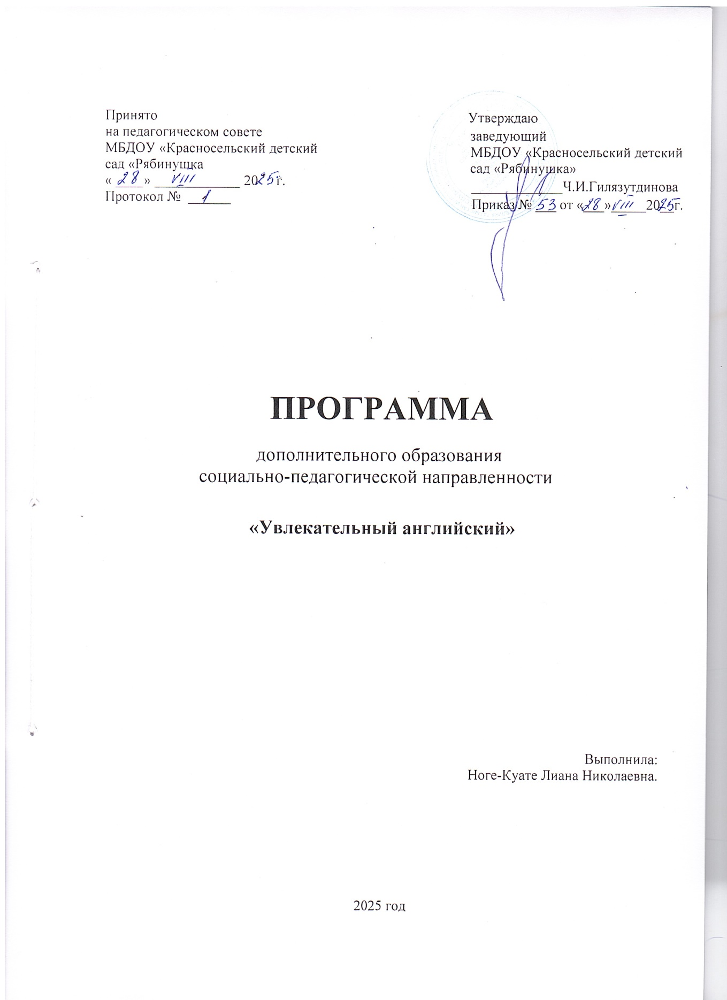 Принято
на педагогическом совете
МБДОУ «Красносельский детский
сад «Рябинушка
« 28 » VIII 2025 г.
Протокол № 1
Утверждаю
заведующий
МБДОУ «Красносельский детский
сад «Рябинушка»
Ч.И.Гилязутдинова
Приказ № 53 от «28» VIII 2025г.
ПРОГРАММА
дополнительного образования
социально-педагогической направленности
«Увлекательный английский»
Выполнила:
Ноге-Куате Лиана Николаевна.
2025 год